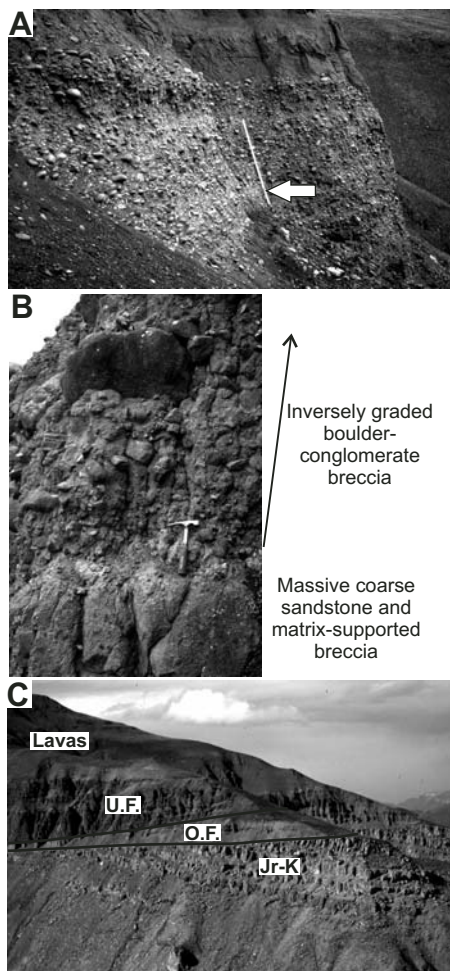 A
B
Inversely graded
boulder-
conglomerate
breccia
Massive coarse
sandstone and
matrix-supported
breccia
C
Lavas
U.F.
O.F.
Jr-K